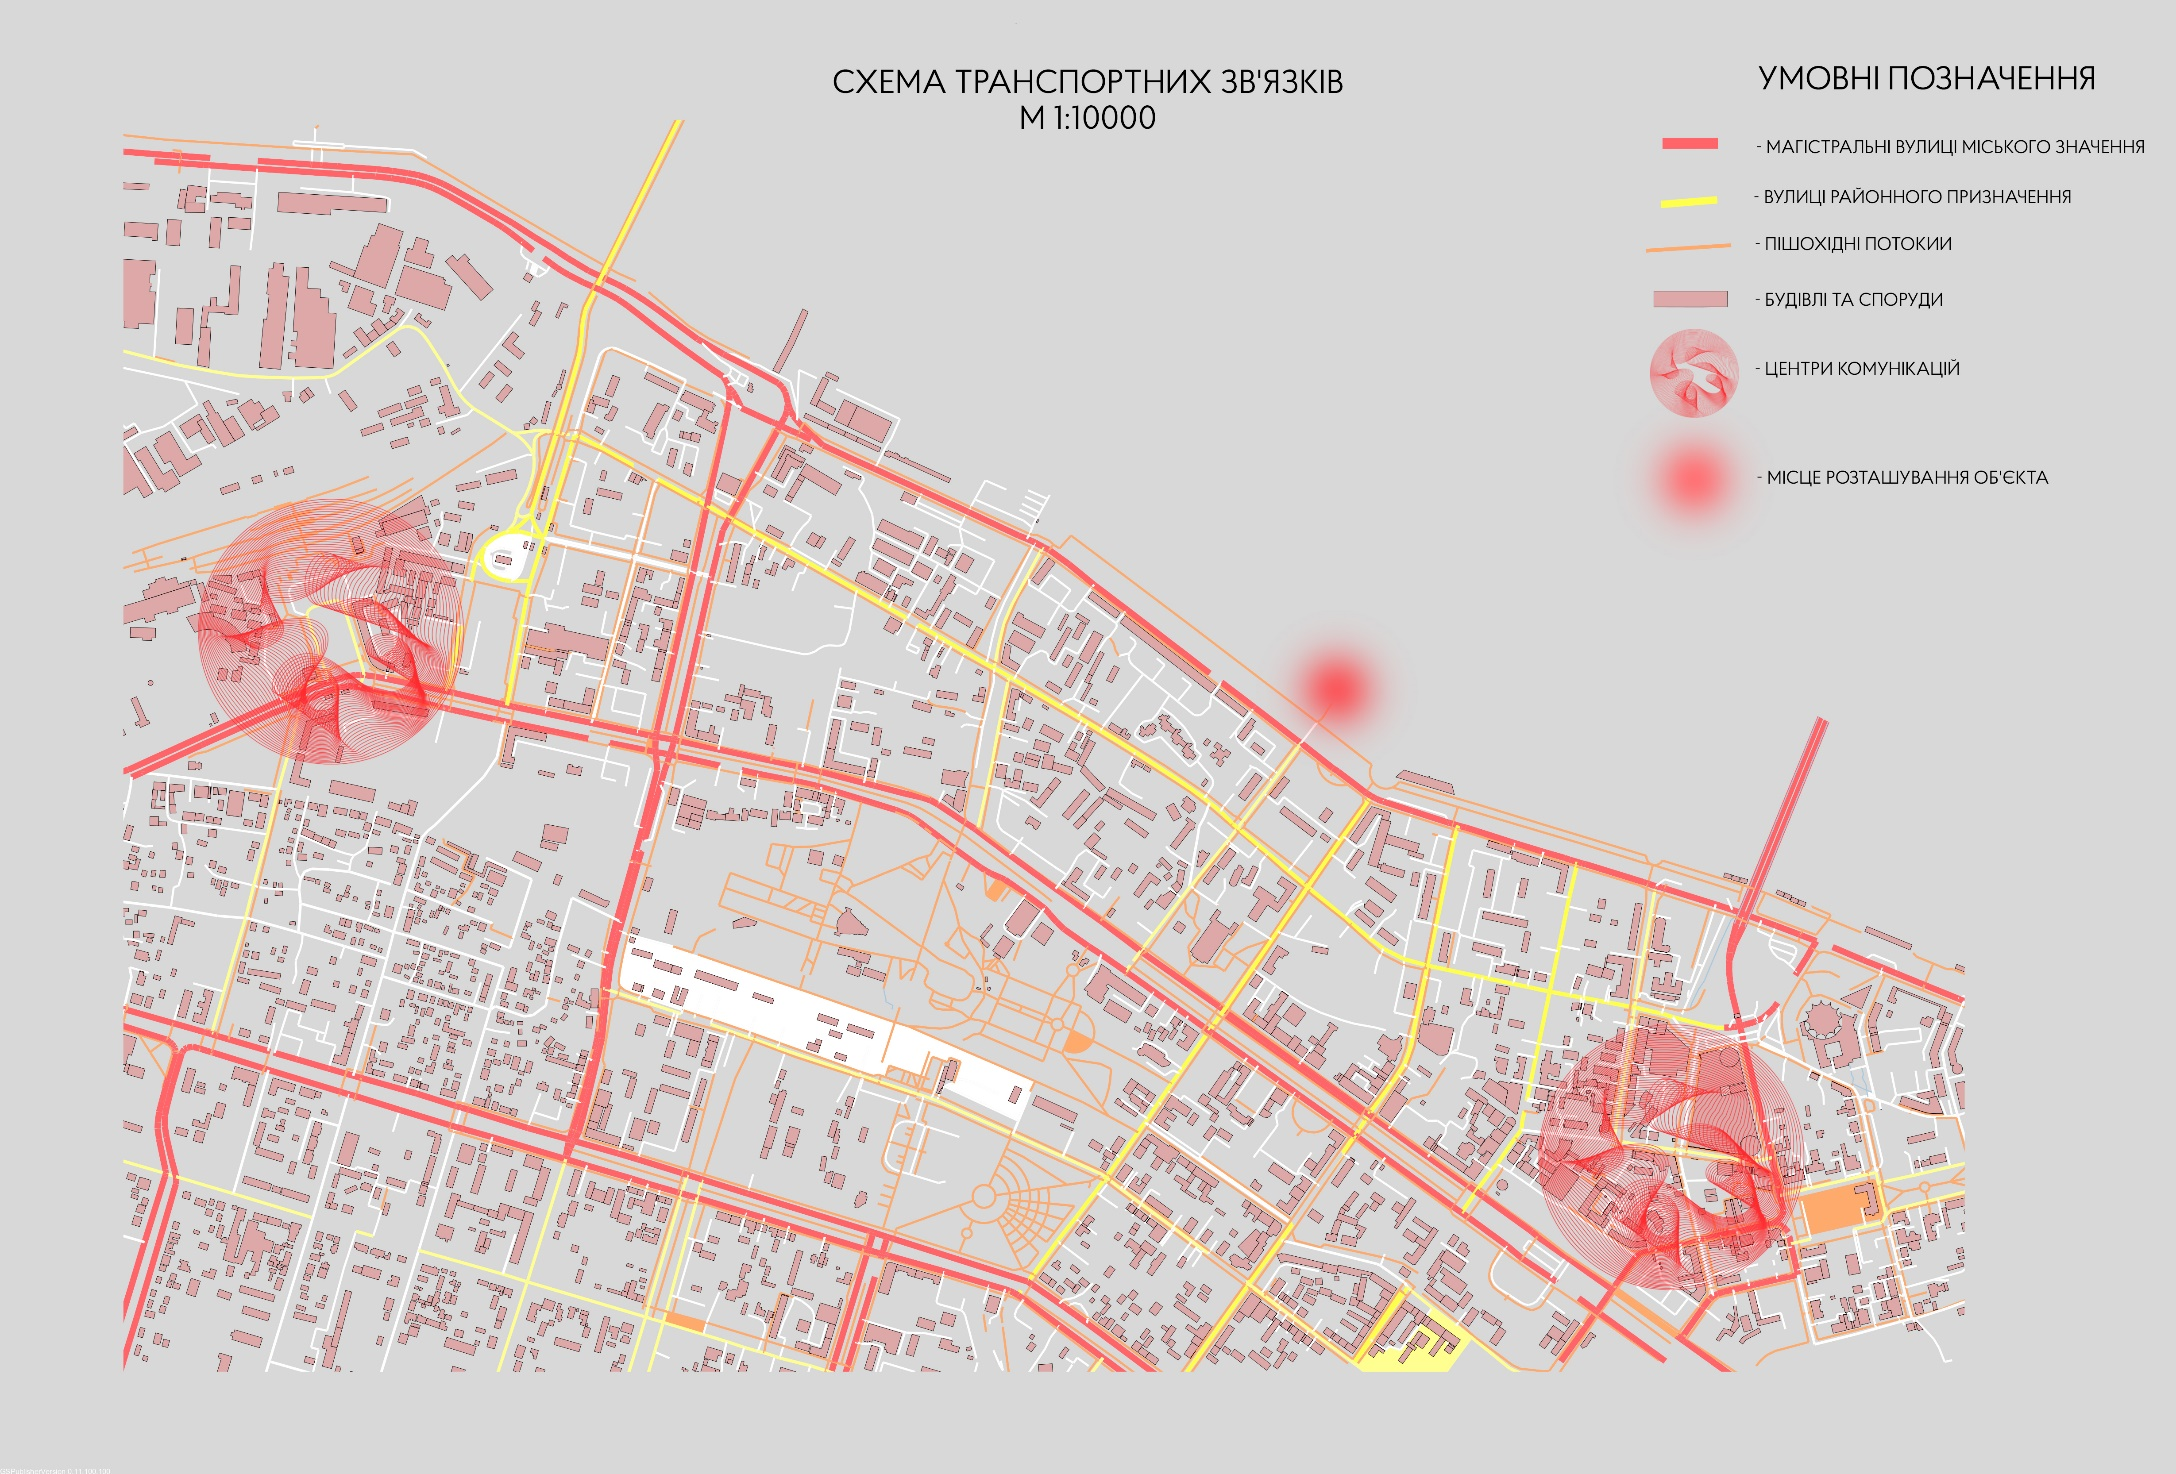 СХЕМА ТРАНСПОРТНИХ ЗВ'ЯЗКІВ
М 1:10000
УМОВНІ ПОЗНАЧЕННЯ
- МАГІСТРАЛЬНІ ВУЛИЦІ МІСЬКОГО ЗНАЧЕННЯ
- ВУЛИЦІ РАЙОННОГО ПРИЗНАЧЕННЯ
- ПІШОХІДНІ ПОТОКИИ
- БУДІВЛІ ТА СПОРУДИ
- ЦЕНТРИ КОМУНІКАЦІЙ
- МІСЦЕ РОЗТАШУВАННЯ ОБ'ЄКТА